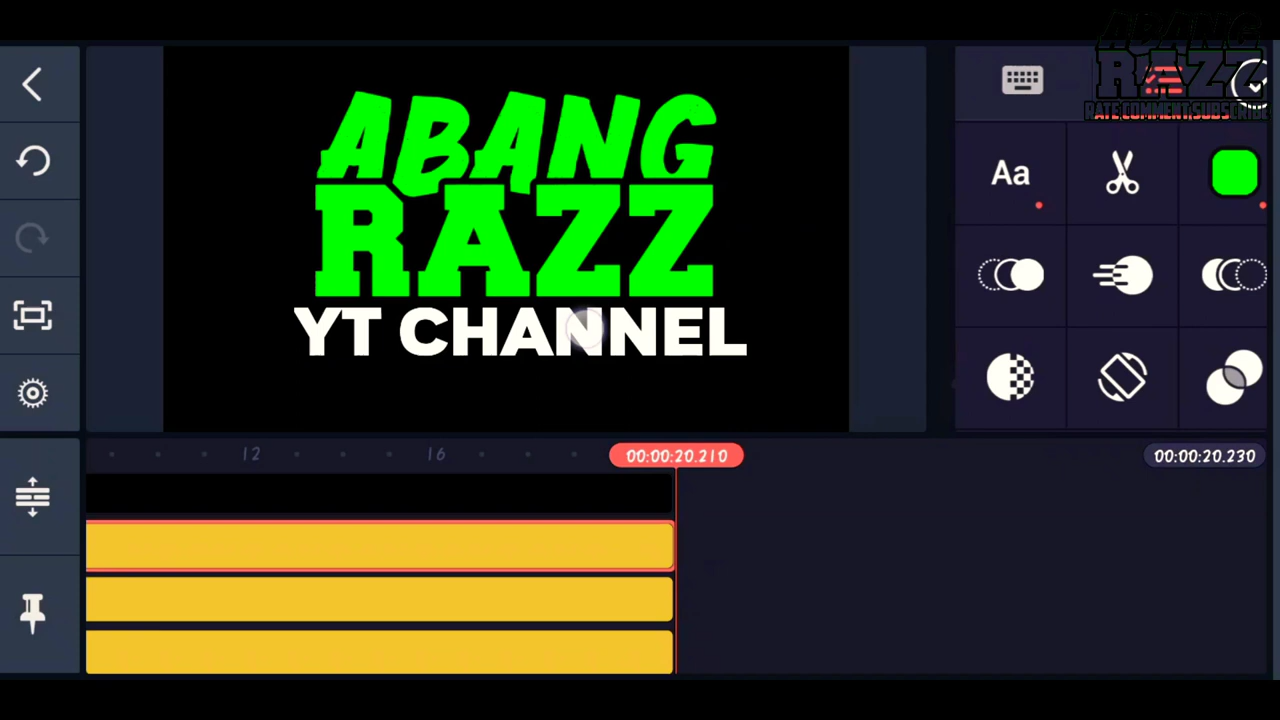 ABANG
RAZZ
YT CHANNEL
ABANG
RAZZ
RATE COMMENT SUBSCRIBE
Aa
12
16
00:00:20.210
00:00:20.230